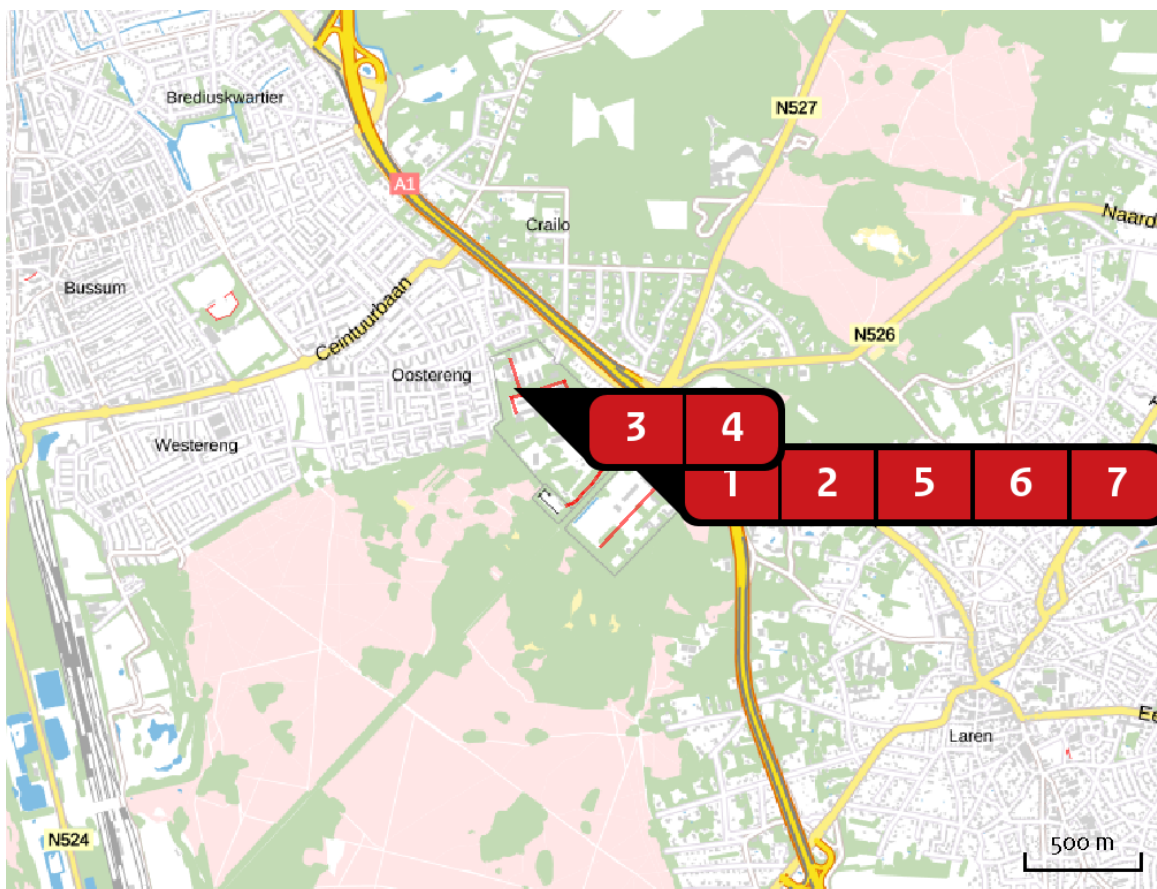 Brediuskwartier
N527
A1
Crailo
Naard
Bussum
Ceintuurbaan
N526
Oostereng
3 4
Westereng
1 2 5 6 7
Laren
Ee
N524
500 m